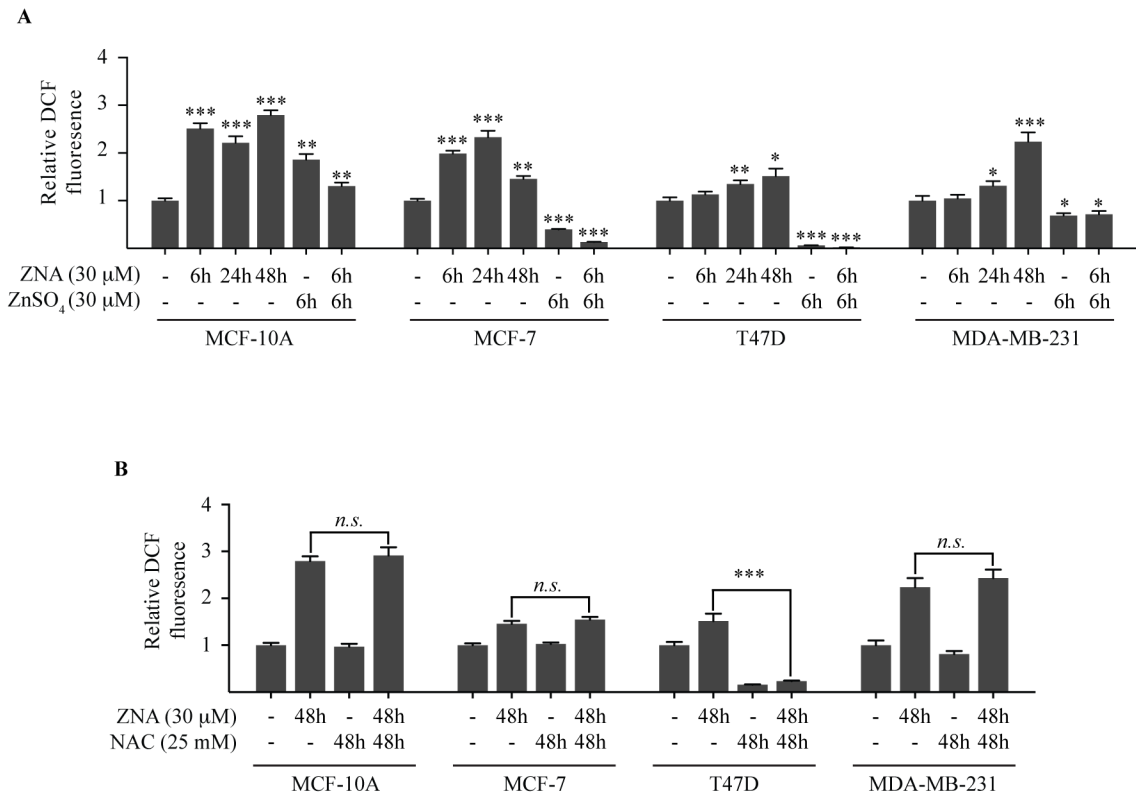 A
Relative DCF
fluoresence
4
3
2
1
*** *** *** ** **
*** *** ** *** ***
** * *** ***
* *** * *
ZNA (30 μM) - 6h 24h 48h - 6h - 6h 24h 48h - 6h - 6h 24h 48h - 6h - 6h 24h 48h - 6h
ZnSO4 (30 μM) - - - - 6h 6h - - - - 6h 6h - - - - 6h 6h - - - - 6h 6h
MCF-10A MCF-7 T47D MDA-MB-231
B
Relative DCF
fluoresence
4
3
2
1
n.s. n.s. *** n.s.
ZNA (30 μM) - 48h - 48h - 48h - 48h - 48h - 48h - 48h - 48h
NAC (25 mM) - - 48h 48h - - 48h 48h - - 48h 48h - - 48h 48h
MCF-10A MCF-7 T47D MDA-MB-231